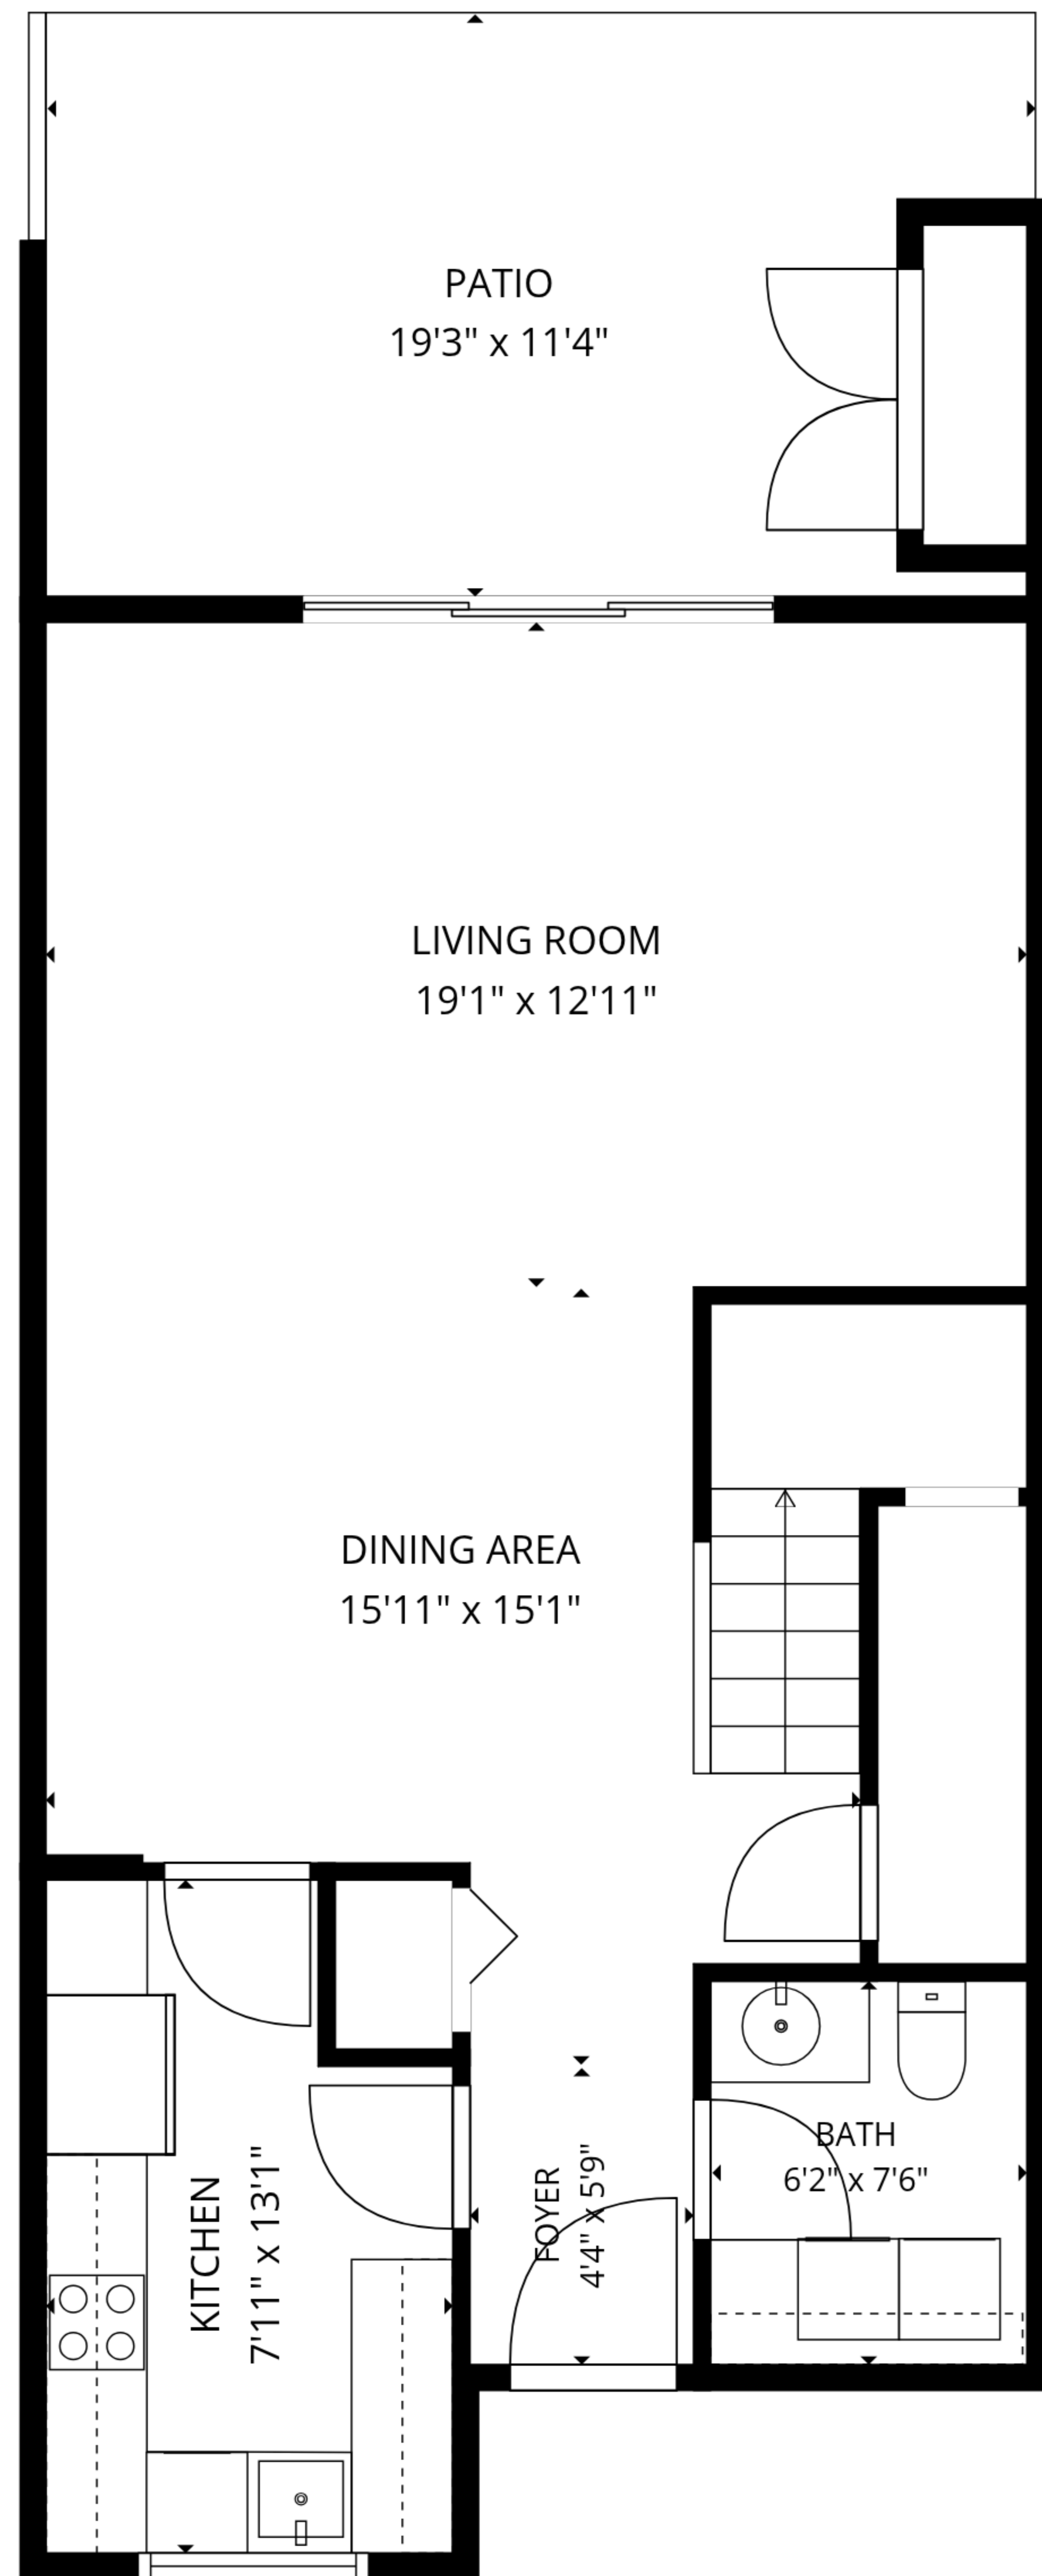 PATIO
19'3" x 11'4"
LIVING ROOM
19'1" x 12'11"
DINING AREA
15'11" x 15'1"
KITCHEN
7'11" x 13'1"
FOYER
4'4" x 5'9"
BATH
6'2" x 7'6"